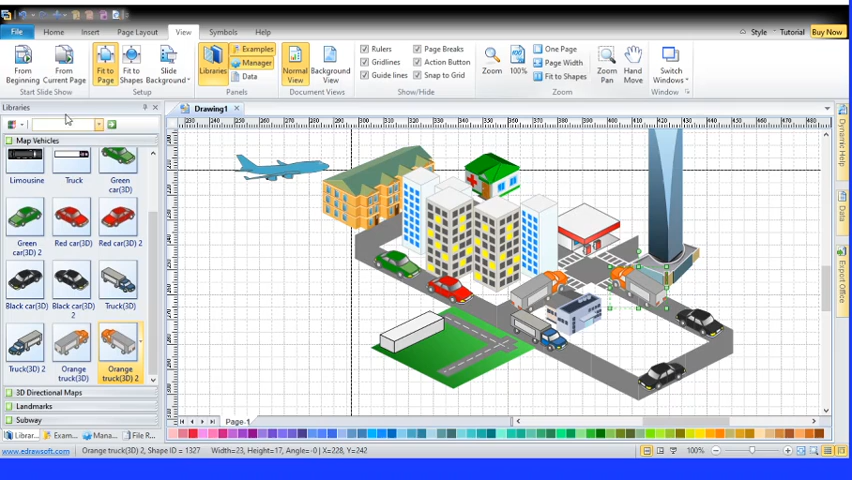 File Home Insert Page Layout View Symbols Help Style Tutorial Buy Now
From Beginning From Current Page Fit to Page Fit to Shapes Slide Background Libraries Examples Manager Data Normal View Background View Rulers Page Breaks Gridlines Action Button Guide lines Snap to Grid Zoom 100% One Page Page Width Fit to Shapes Zoom Pan Hand Move Switch Windows
Start Slide Show Setup Panels Document Views Show/Hide Zoom Window
Libraries
Drawing1
Map Vehicles
Limousine Truck Green car(3D)
Green car(3D) 2 Red car(3D) Red car(3D) 2
Black car(3D) Black car(3D) 2 Truck(3D)
Truck(3D) 2 Orange truck(3D) Orange truck(3D) 2
3D Directional Maps
Landmarks
Subway
Librar... Exam... Mana... File R...
Page-1
Dynamic Help
Data
Export Office
www.edrawsoft.com Orange truck(3D) 2, Shape ID = 1327 Width=23, Height=17, Angle=-0 X=228, Y=242 100%